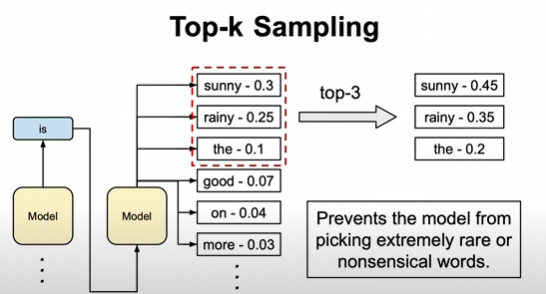 Top-k Sampling
is
Model
Model
sunny - 0.3
rainy - 0.25
the - 0.1
good - 0.07
on - 0.04
more - 0.03
top-3
sunny - 0.45
rainy - 0.35
the - 0.2
Prevents the model from
picking extremely rare or
nonsensical words.